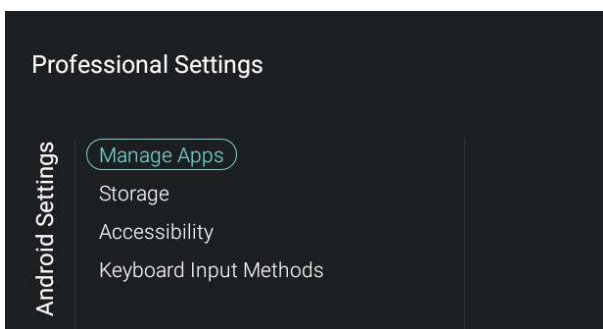 Professional Settings
Android Settings
Manage Apps
Storage
Accessibility
Keyboard Input Methods